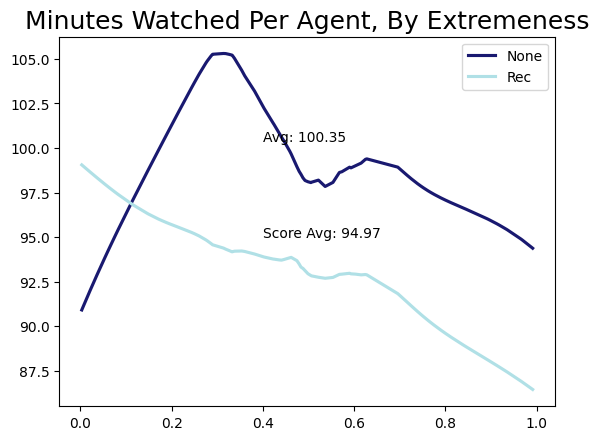 Minutes Watched Per Agent, By Extremeness
105.0
102.5
100.0
97.5
95.0
92.5
90.0
87.5
None
Rec
Avg: 100.35
Score Avg: 94.97
0.0 0.2 0.4 0.6 0.8 1.0